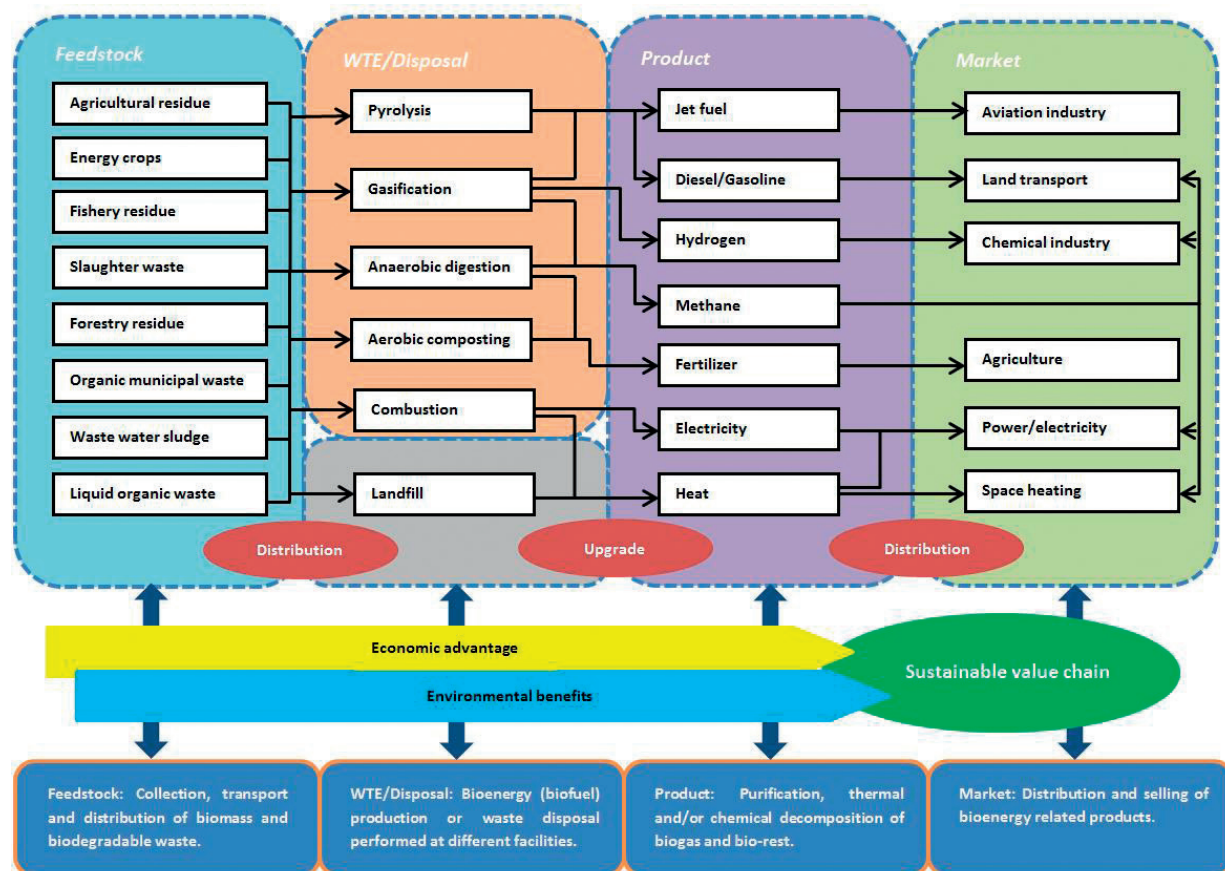 Feedstock
Agricultural residue
Energy crops
Fishery residue
Slaughter waste
Forestry residue
Organic municipal waste
Waste water sludge
Liquid organic waste
WTE/Disposal
Pyrolysis
Gasification
Anaerobic digestion
Aerobic composting
Combustion
Landfill
Product
Jet fuel
Diesel/Gasoline
Hydrogen
Methane
Fertilizer
Electricity
Heat
Market
Aviation industry
Land transport
Chemical industry
Agriculture
Power/electricity
Space heating
Distribution
Upgrade
Distribution
Economic advantage
Environmental benefits
Sustainable value chain
Feedstock: Collection, transport
and distribution of biomass and
biodegradable waste.
WTE/Disposal: Bioenergy (biofuel)
production or waste disposal
performed at different facilities.
Product: Purification, thermal
and/or chemical decomposition of
biogas and bio-rest.
Market: Distribution and selling of
bioenergy related products.